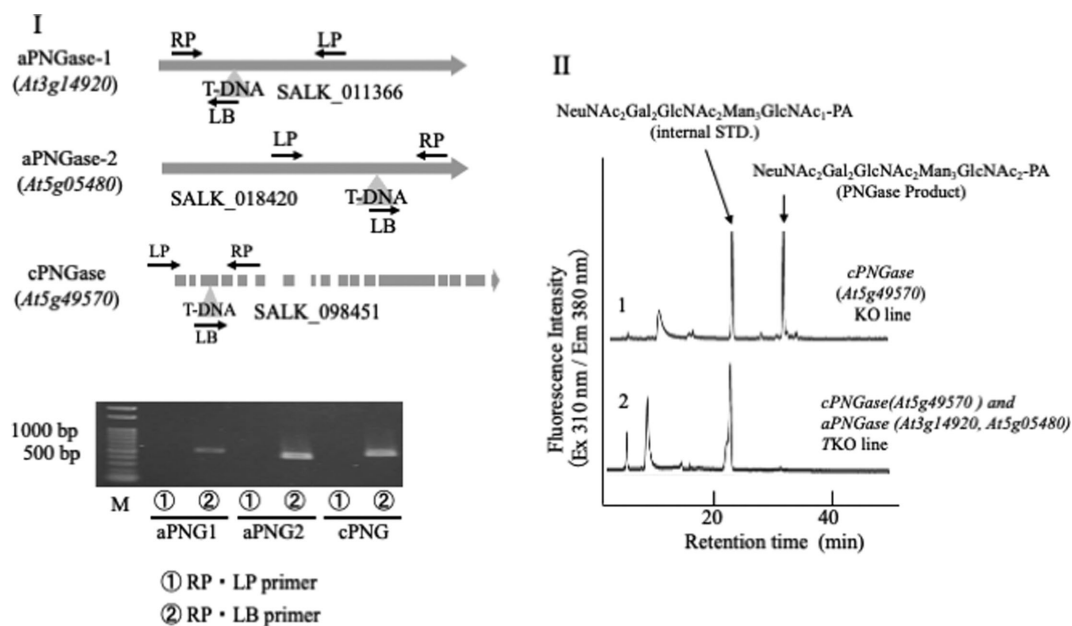 I
RP
LP
aPNGase-1
(At3g14920)
T-DNA
SALK_011366
LB
LP
RP
aPNGase-2
(At5g05480)
SALK_018420
T-DNA
LB
LP
RP
cPNGase
(At5g49570)
T-DNA
SALK_098451
LB
1000 bp
500 bp
M
① ② ① ② ① ②
aPNG1 aPNG2 cPNG
① RP・LP primer
② RP・LB primer
II
NeuNAc₂Gal₂GlcNAc₂Man₃GlcNAc₁-PA
(internal STD.)
NeuNAc₂Gal₂GlcNAc₂Man₃GlcNAc₂-PA
(PNGase Product)
Fluorescence Intensity
(Ex 310 nm / Em 380 nm)
1
cPNGase
(At5g49570)
KO line
2
cPNGase(At5g49570 ) and
aPNGase (At3g14920, At5g05480)
TKO line
20 40
Retention time (min)